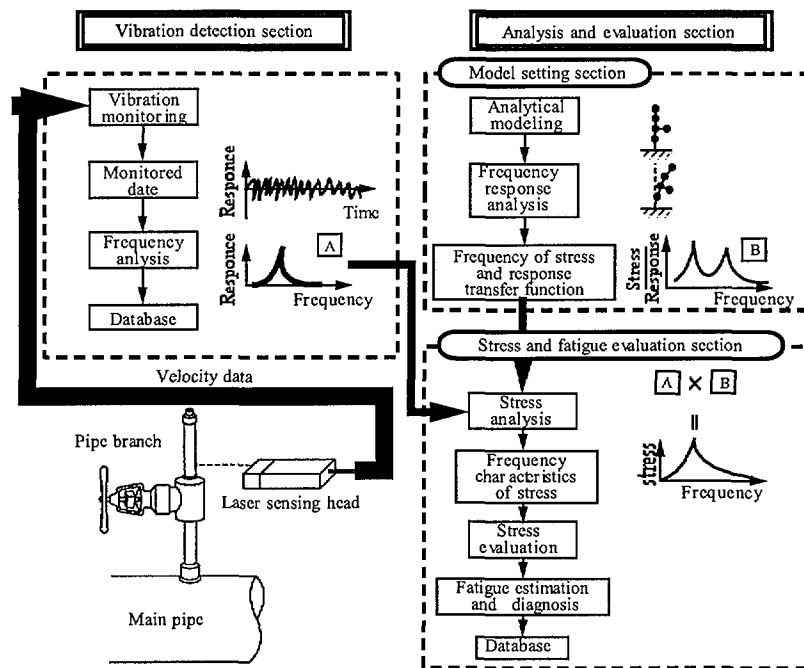 Vibration detection section
Analysis and evaluation section
Vibration
monitoring
Monitored
date
Frequency
anlysis
Database
Responce
Time
Responce
A
Frequency
Velocity data
Pipe branch
Laser sensing head
Main pipe
Model setting section
Analytical
modeling
Frequency
response
analysis
Frequency of stress
and response
transfer function
Stress
Response
B
Frequency
Stress and fatigue evaluation section
Stress
analysis
Frequency
characteristics
of stress
Stress
evaluation
Fatigue estimation
and diagnosis
Database
A × B
=
stress
Frequency